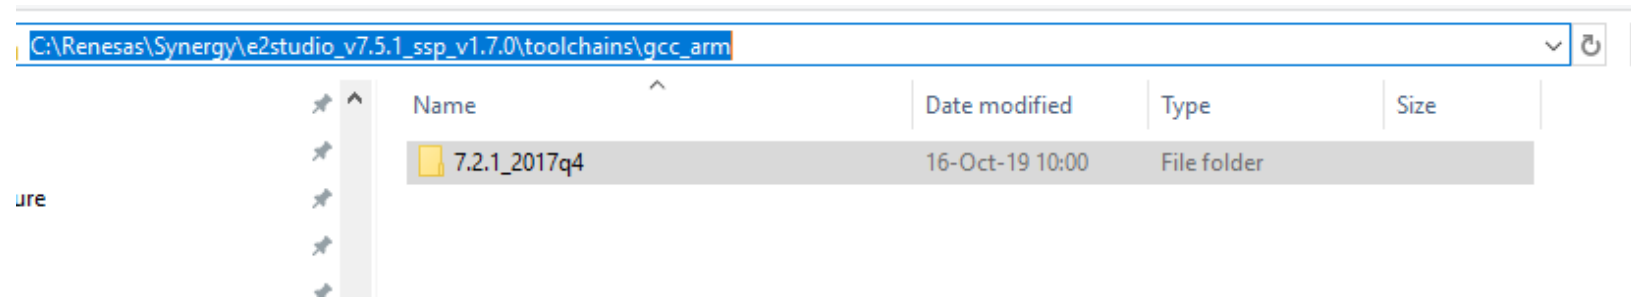 C:\Renesas\Synergy\e2studio_v7.5.1_ssp_v1.7.0\toolchains\gcc_arm
Name Date modified Type Size
7.2.1_2017q4 16-Oct-19 10:00 File folder
ure